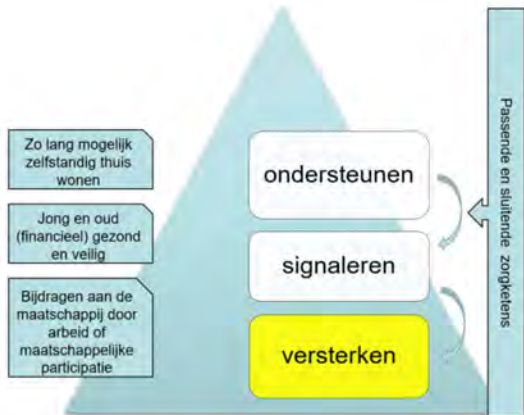 Zo lang mogelijk
zelfstandig thuis
wonen
Jong en oud
(financieel) gezond
en veilig
Bijdragen aan de
maatschappij door
arbeid of
maatschappelijke
participatie
ondersteunen
signaleren
versterken
Passende en sluitende zorgketens